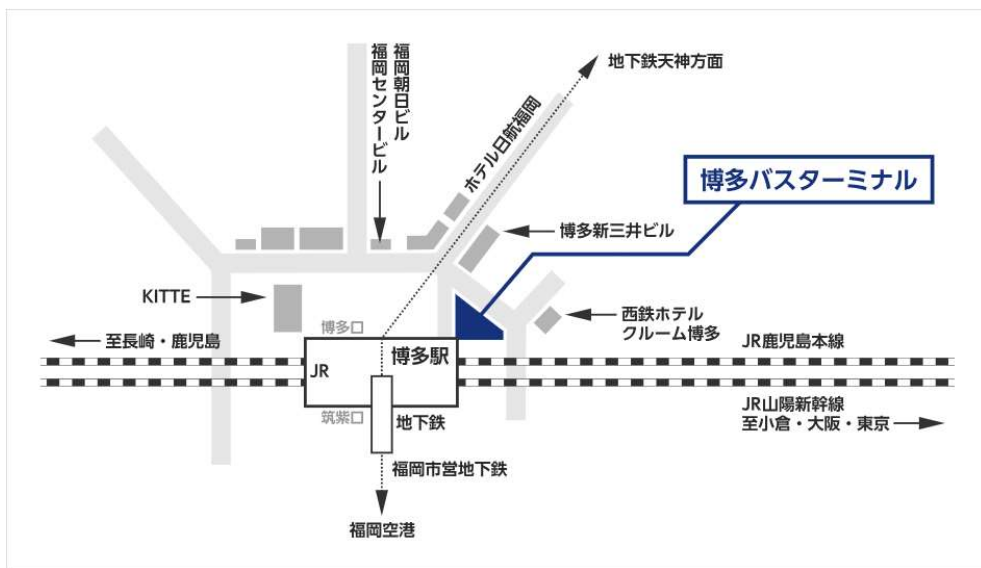 地下鉄天神方面
福岡朝日ビル
福岡センタービル
ホテル日航福岡
博多バスターミナル
博多新三井ビル
KITTE
西鉄ホテル
クルーム博多
博多口
至長崎・鹿児島
博多駅
JR鹿児島本線
JR
筑紫口
地下鉄
JR山陽新幹線
至小倉・大阪・東京
福岡市営地下鉄
福岡空港